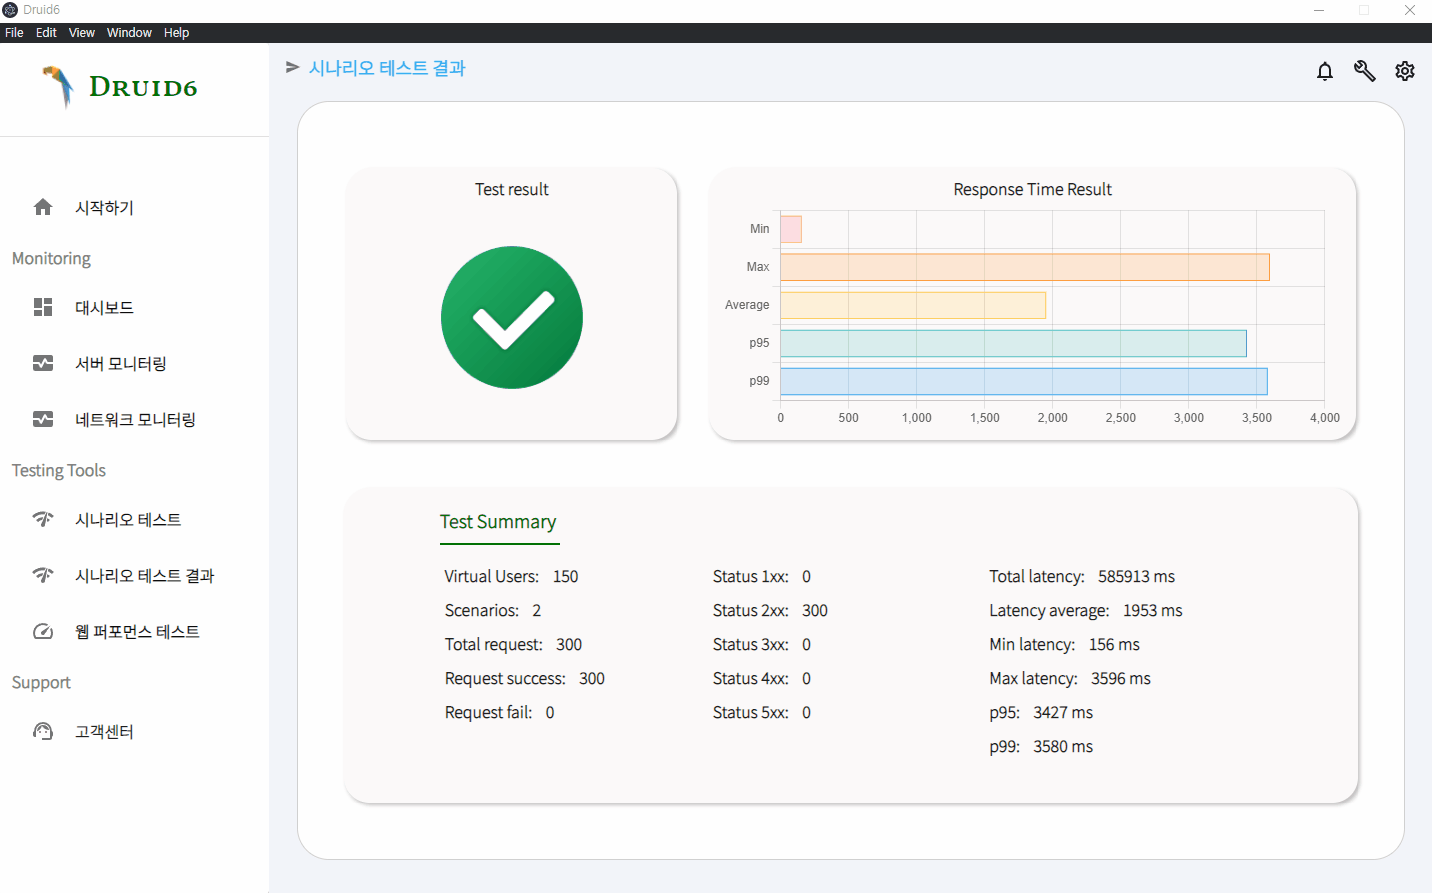 Druid6
File Edit View Window Help
DRUID6
시작하기
Monitoring
대시보드
서버 모니터링
네트워크 모니터링
Testing Tools
시나리오 테스트
시나리오 테스트 결과
웹 퍼포먼스 테스트
Support
고객센터
시나리오 테스트 결과
Test result
Response Time Result
Min
Max
Average
p95
p99
0 500 1,000 1,500 2,000 2,500 3,000 3,500 4,000
Test Summary
Virtual Users: 150
Scenarios: 2
Total request: 300
Request success: 300
Request fail: 0
Status 1xx: 0
Status 2xx: 300
Status 3xx: 0
Status 4xx: 0
Status 5xx: 0
Total latency: 585913 ms
Latency average: 1953 ms
Min latency: 156 ms
Max latency: 3596 ms
p95: 3427 ms
p99: 3580 ms